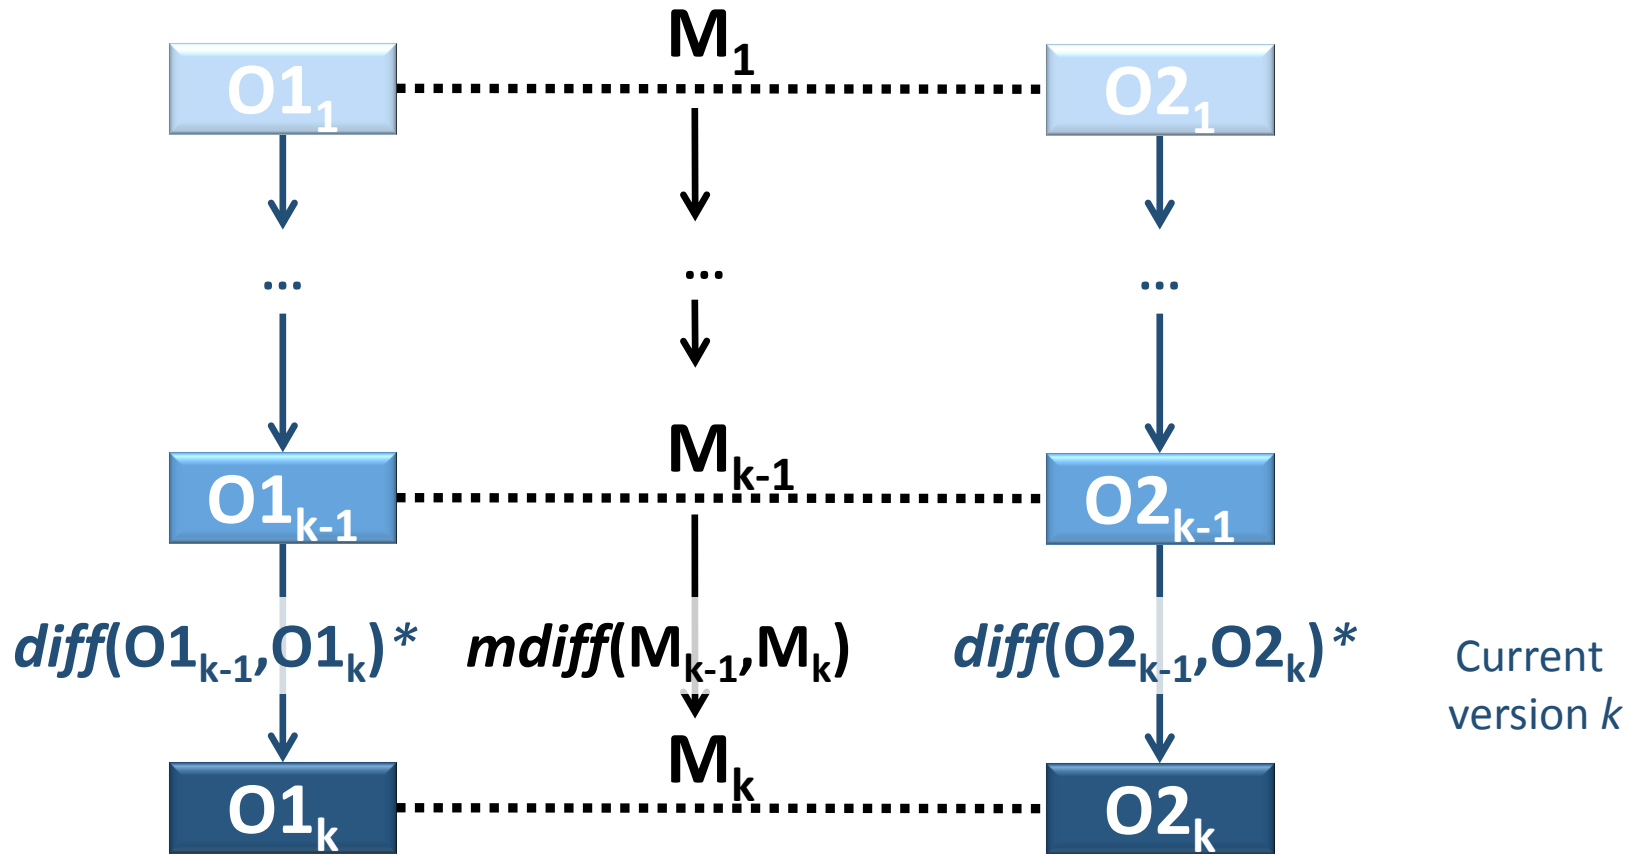 M₁
O1₁ O2₁
... ... ...
Mₖ₋₁
O1ₖ₋₁ O2ₖ₋₁
diff(O1ₖ₋₁,O1ₖ)* mdiff(Mₖ₋₁,Mₖ) diff(O2ₖ₋₁,O2ₖ)* Current
version k
Mₖ
O1ₖ O2ₖ